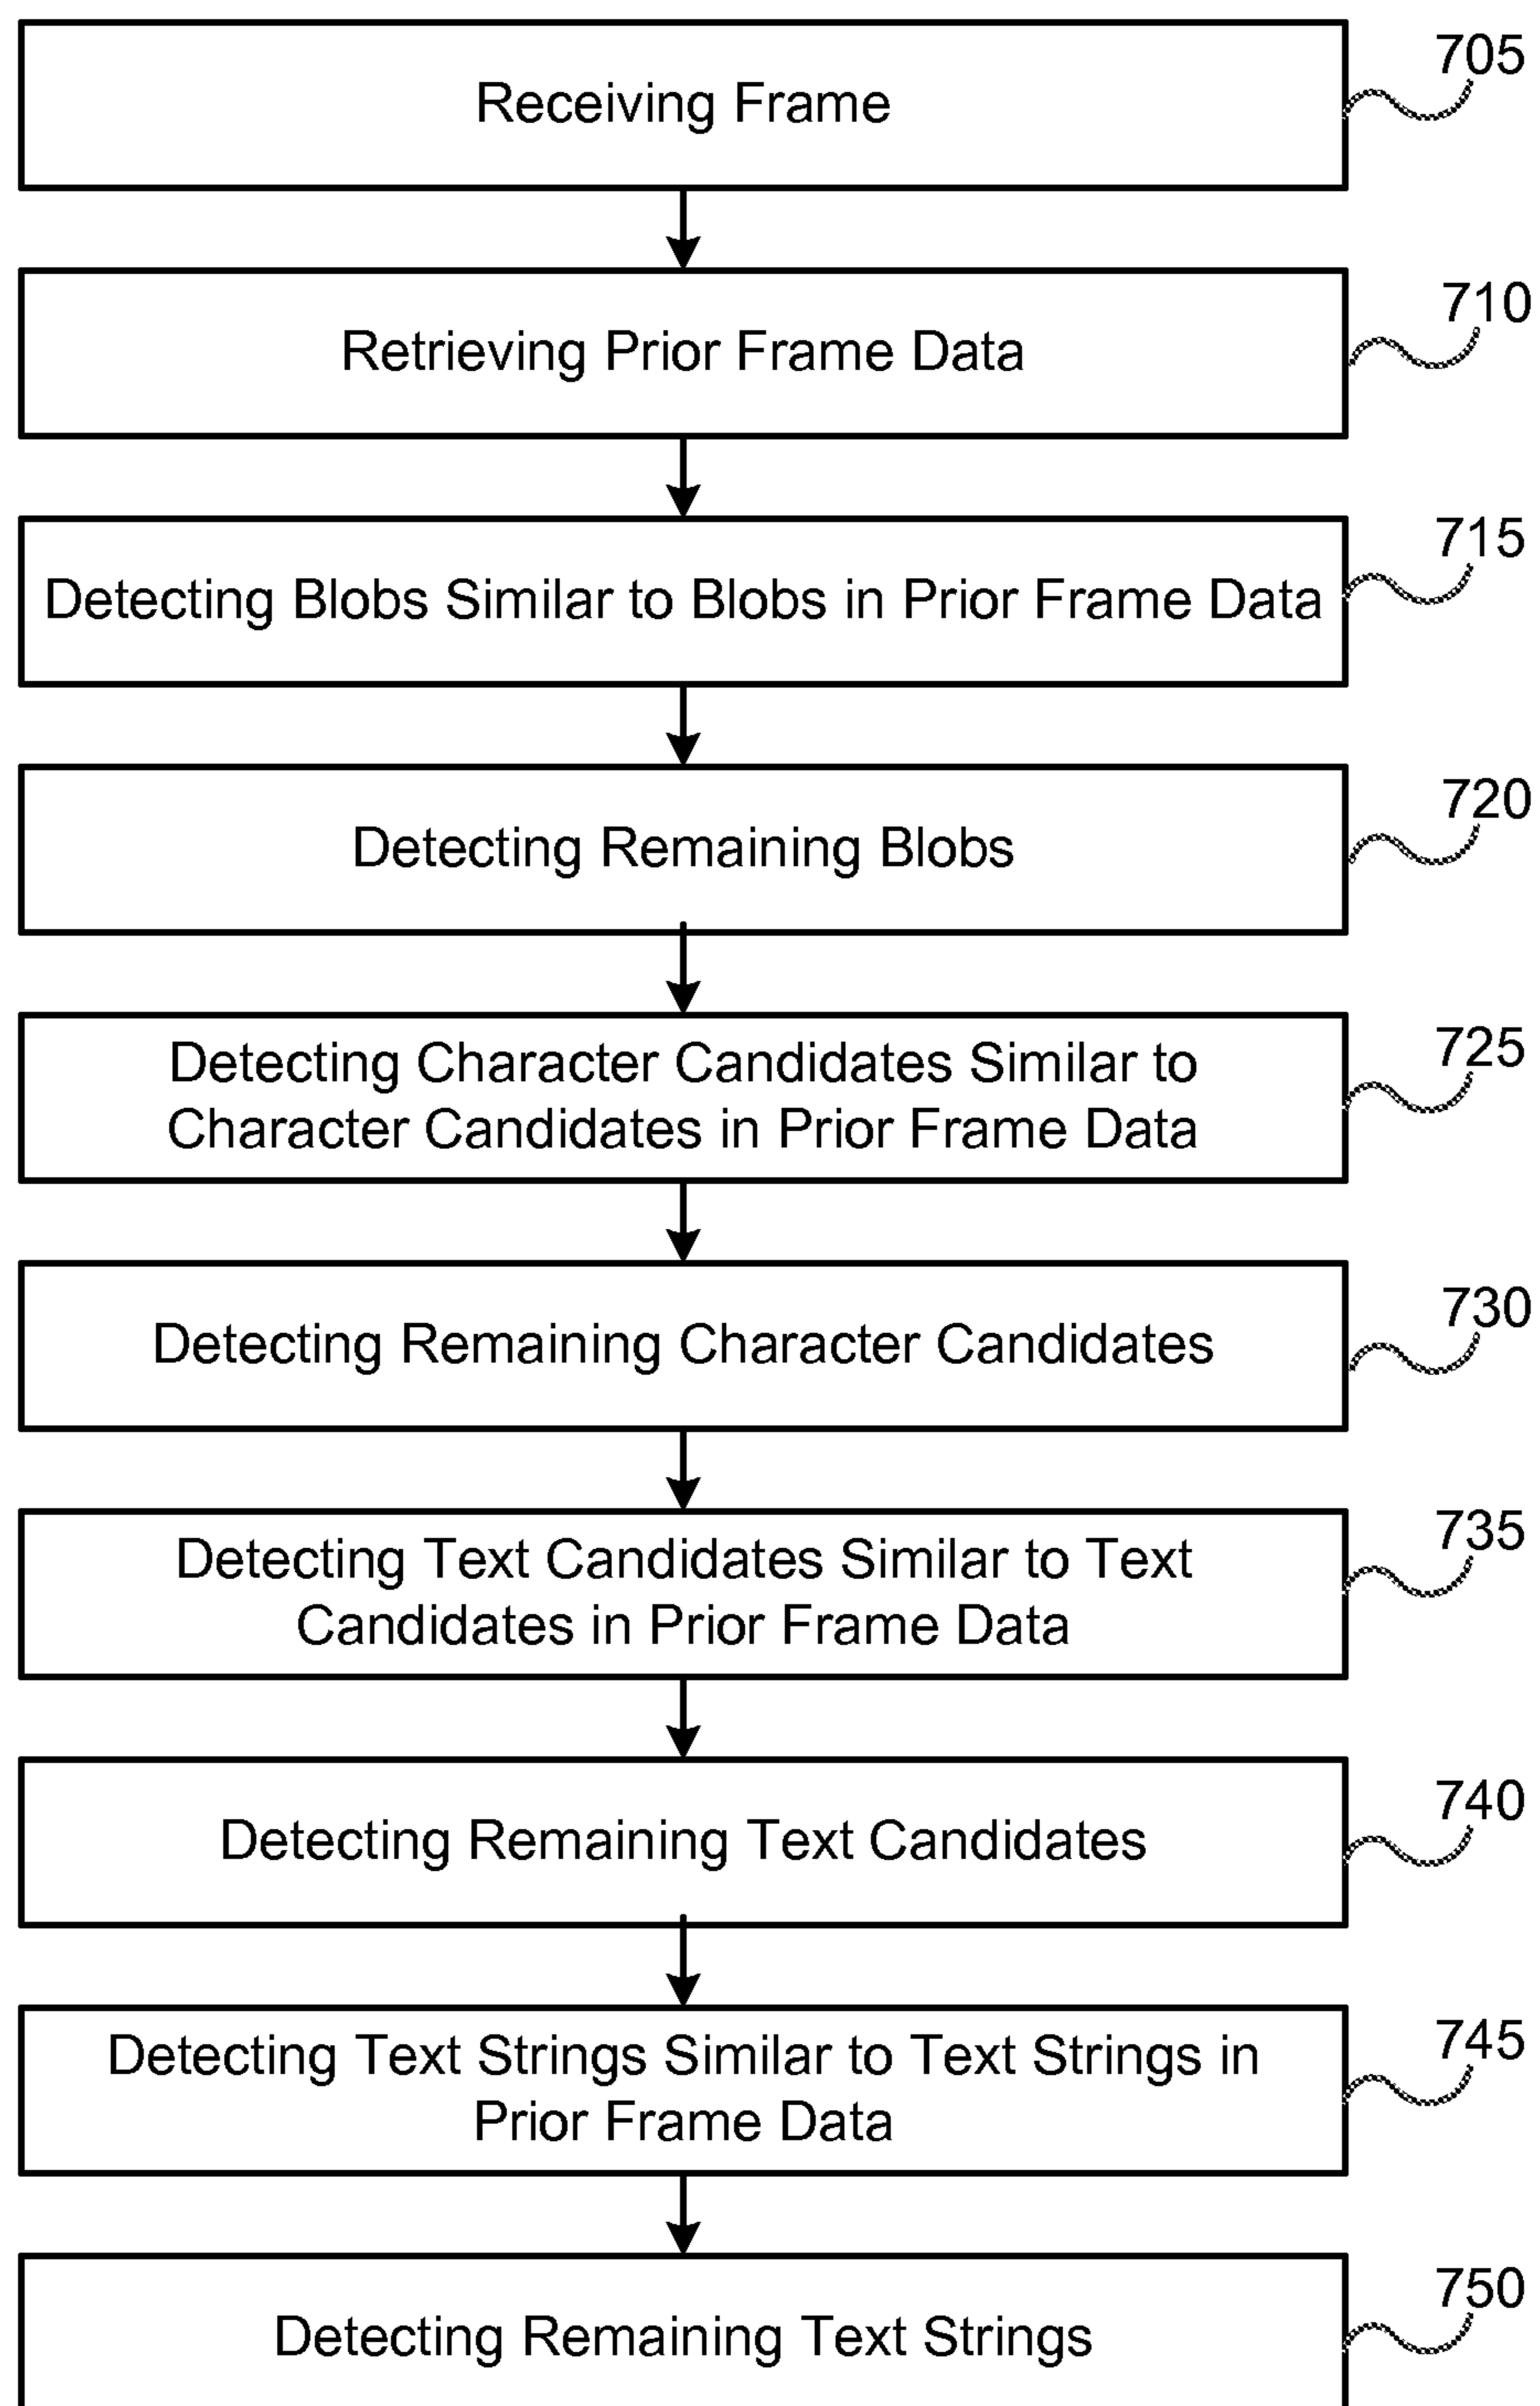 Receiving Frame
705
Retrieving Prior Frame Data
710
Detecting Blobs Similar to Blobs in Prior Frame Data
715
Detecting Remaining Blobs
720
Detecting Character Candidates Similar to
Character Candidates in Prior Frame Data
725
Detecting Remaining Character Candidates
730
Detecting Text Candidates Similar to Text
Candidates in Prior Frame Data
735
Detecting Remaining Text Candidates
740
Detecting Text Strings Similar to Text Strings in
Prior Frame Data
745
Detecting Remaining Text Strings
750